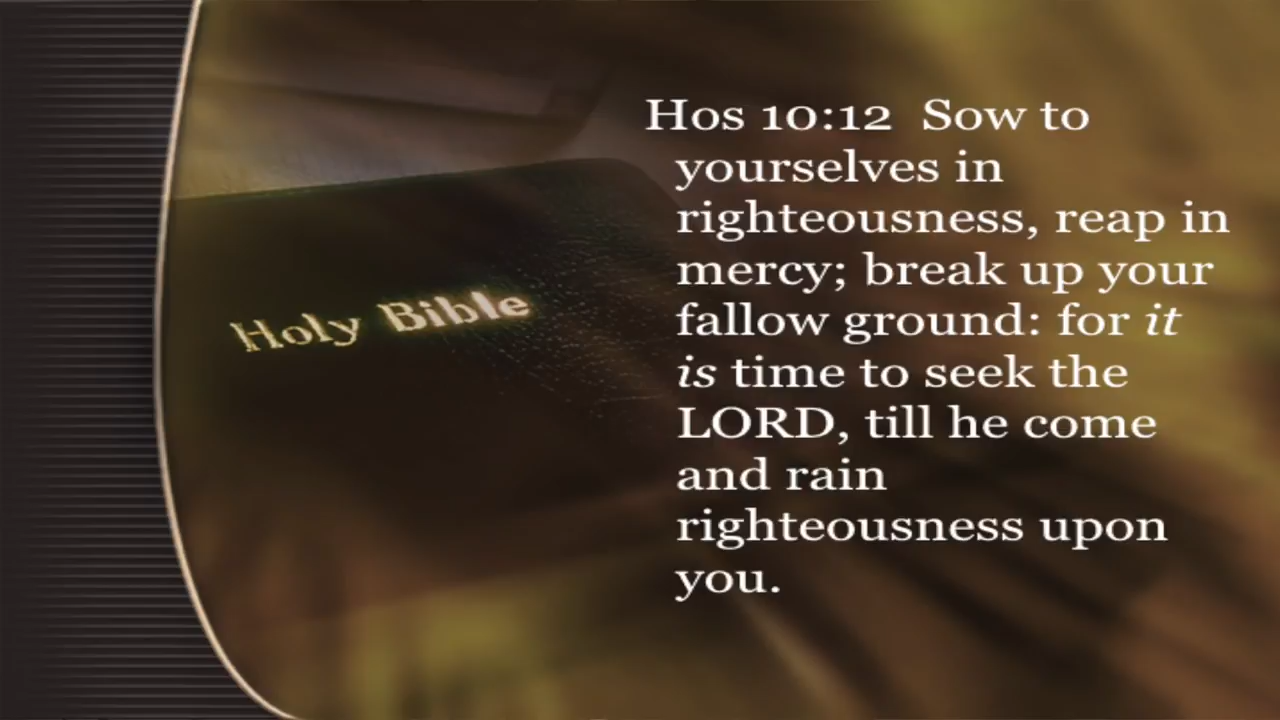 Holy Bible
Hos 10:12  Sow to
yourselves in
righteousness, reap in
mercy; break up your
fallow ground: for it
is time to seek the
LORD, till he come
and rain
righteousness upon
you.